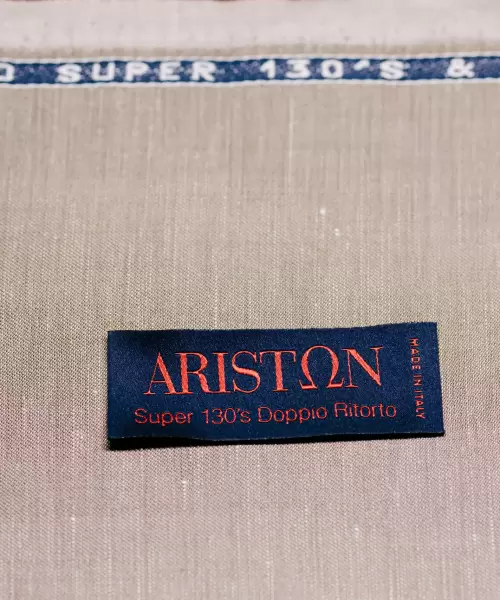 SUPER 130'S &
ARISTΩN
Super 130's Doppio Ritorto
MADE IN ITALY